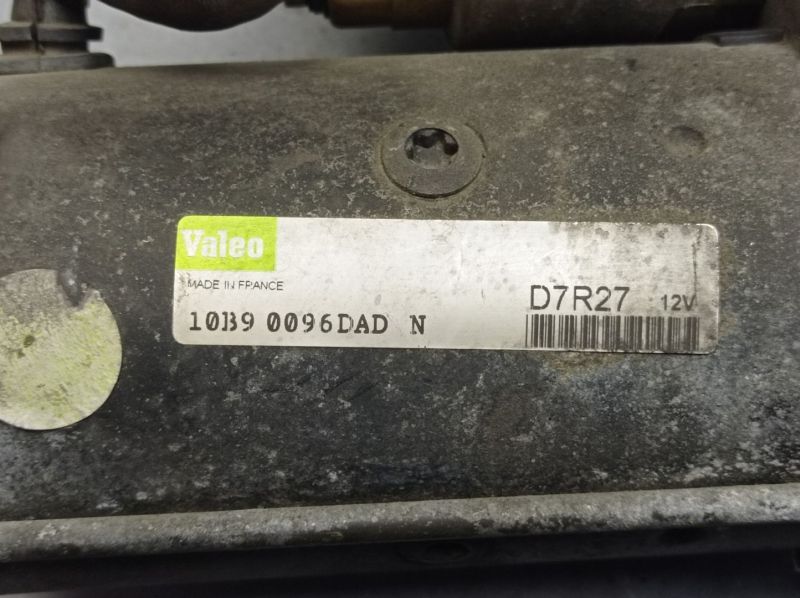 Valeo
MADE IN FRANCE
D7R27 12V
10B9 0096DAD N